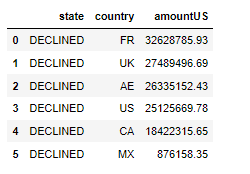 state country amountUS
0 DECLINED FR 32628785.93
1 DECLINED UK 27489496.69
2 DECLINED AE 26335152.43
3 DECLINED US 25125669.78
4 DECLINED CA 18422315.65
5 DECLINED MX 876158.35